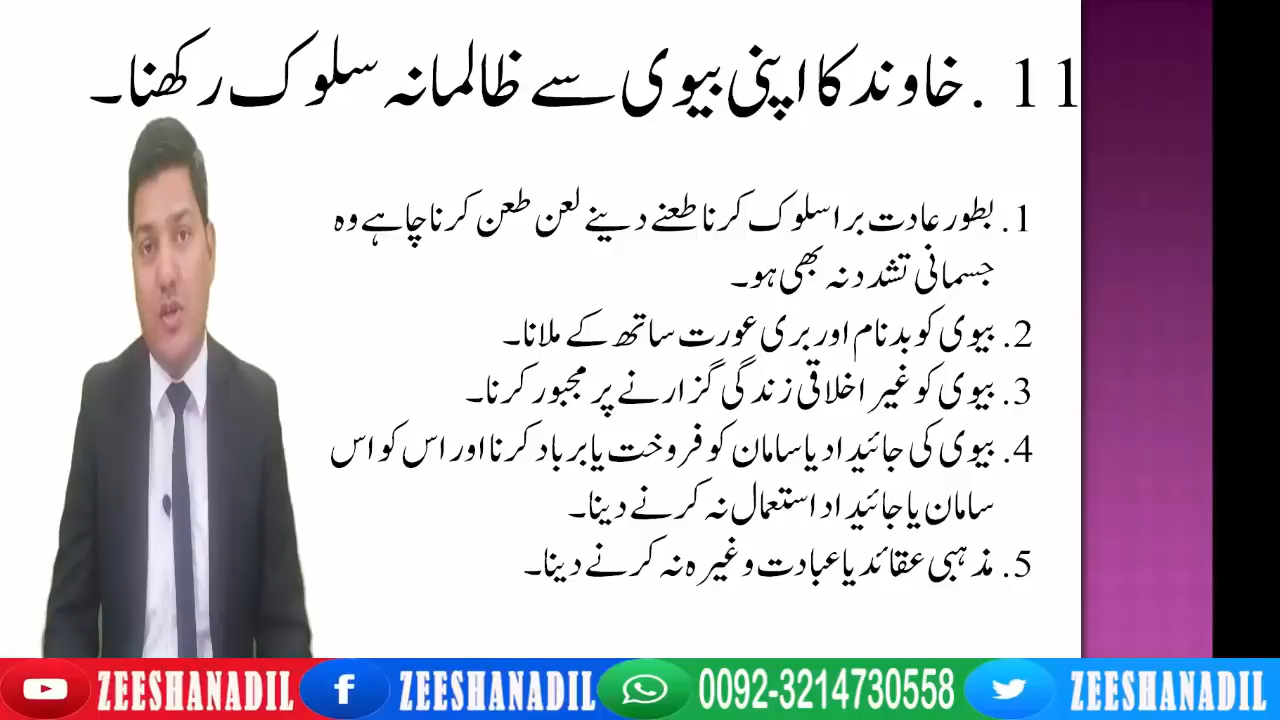 11. خاوند کا اپنی بیوی سے ظالمانہ سلوک رکھنا۔
1. بطور عادت برا سلوک کرنا طعنے دینے لعن طعن کرنا چاہے وہ
جسمانی تشدد نہ بھی ہو۔
2. بیوی کو بدنام اور بری عورت ساتھ کے ملانا۔
3. بیوی کو غیر اخلاقی زندگی گزارنے پر مجبور کرنا۔
4. بیوی کی جائیداد یا سامان کو فروخت یا برباد کرنا اور اس کو اس
سامان یا جائیداد استعمال نہ کرنے دینا۔
5. مذہبی عقائد یا عبادت وغیرہ نہ کرنے دینا۔
ZEESHANADIL ZEESHANADIL 0092-3214730558 ZEESHANADIL